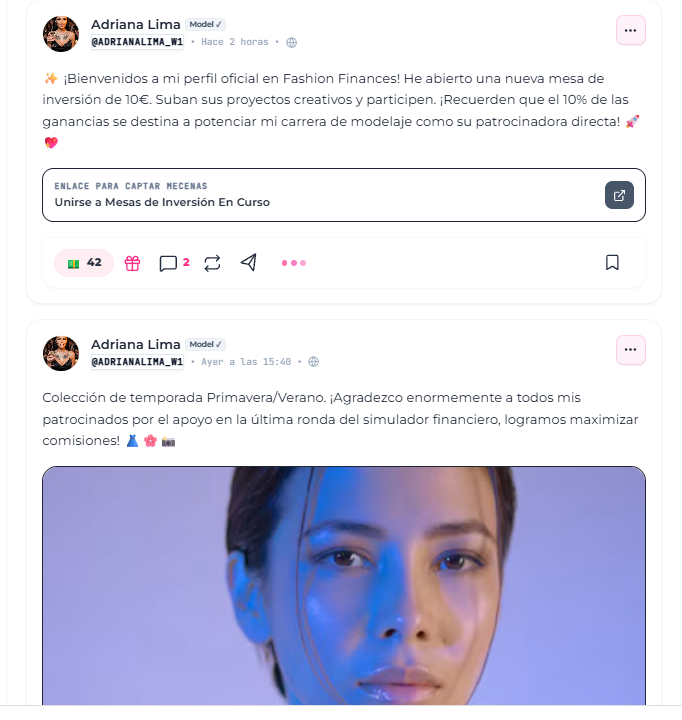 Adriana Lima Model ✓
@ADRIANALIMA_W1 • Hace 2 horas •
✨ ¡Bienvenidos a mi perfil oficial en Fashion Finances! He abierto una nueva mesa de
inversión de 10€. Suban sus proyectos creativos y participen. ¡Recuerden que el 10% de las
ganancias se destina a potenciar mi carrera de modelaje como su patrocinadora directa! 🚀
💖
ENLACE PARA CAPTAR MECENAS
Unirse a Mesas de Inversión En Curso
42
2
Adriana Lima Model ✓
@ADRIANALIMA_W1 • Ayer a las 15:40 •
Colección de temporada Primavera/Verano. ¡Agradezco enormemente a todos mis
patrocinados por el apoyo en la última ronda del simulador financiero, logramos maximizar
comisiones! 👗 🌸 📸